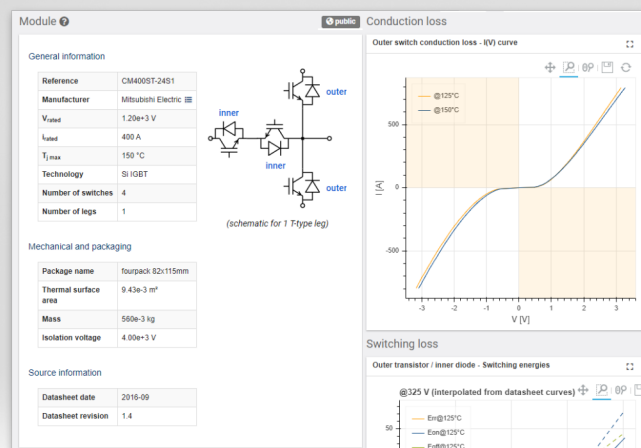 Module
public
General information
Reference CM400ST-24S1
Manufacturer Mitsubishi Electric
Vrated 1.20e+3 V
Irated 400 A
Tj max 150 °C
Technology Si IGBT
Number of switches 4
Number of legs 1
outer
inner
inner
outer
(schematic for 1 T-type leg)
Mechanical and packaging
Package name fourpack 82x115mm
Thermal surface
area 9.43e-3 m²
Mass 560e-3 kg
Isolation voltage 4.00e+3 V
Source information
Datasheet date 2016-09
Datasheet revision 1.4
Conduction loss
Outer switch conduction loss - I(V) curve
@125°C
@150°C
500
0
-500
I [A]
-3 -2 -1 0 1 2 3
V [V]
Switching loss
Outer transistor / inner diode - Switching energies
@325 V (interpolated from datasheet curves)
50
Err@125°C
Eon@125°C
Eoff@125°C